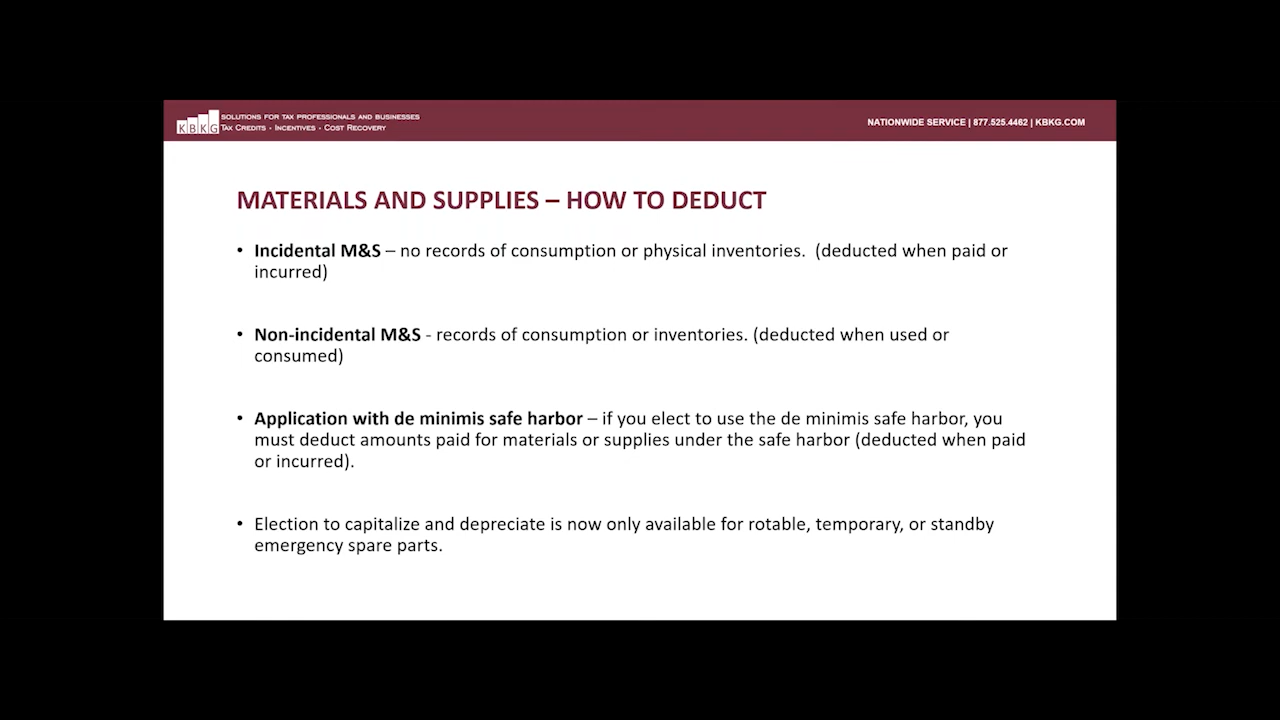 KBKG
SOLUTIONS FOR TAX PROFESSIONALS AND BUSINESSES
TAX CREDITS • INCENTIVES • COST RECOVERY
NATIONWIDE SERVICE | 877.525.4462 | KBKG.COM
MATERIALS AND SUPPLIES – HOW TO DEDUCT
• Incidental M&S – no records of consumption or physical inventories.  (deducted when paid or
incurred)
• Non-incidental M&S - records of consumption or inventories. (deducted when used or
consumed)
• Application with de minimis safe harbor – if you elect to use the de minimis safe harbor, you
must deduct amounts paid for materials or supplies under the safe harbor (deducted when paid
or incurred).
• Election to capitalize and depreciate is now only available for rotable, temporary, or standby
emergency spare parts.